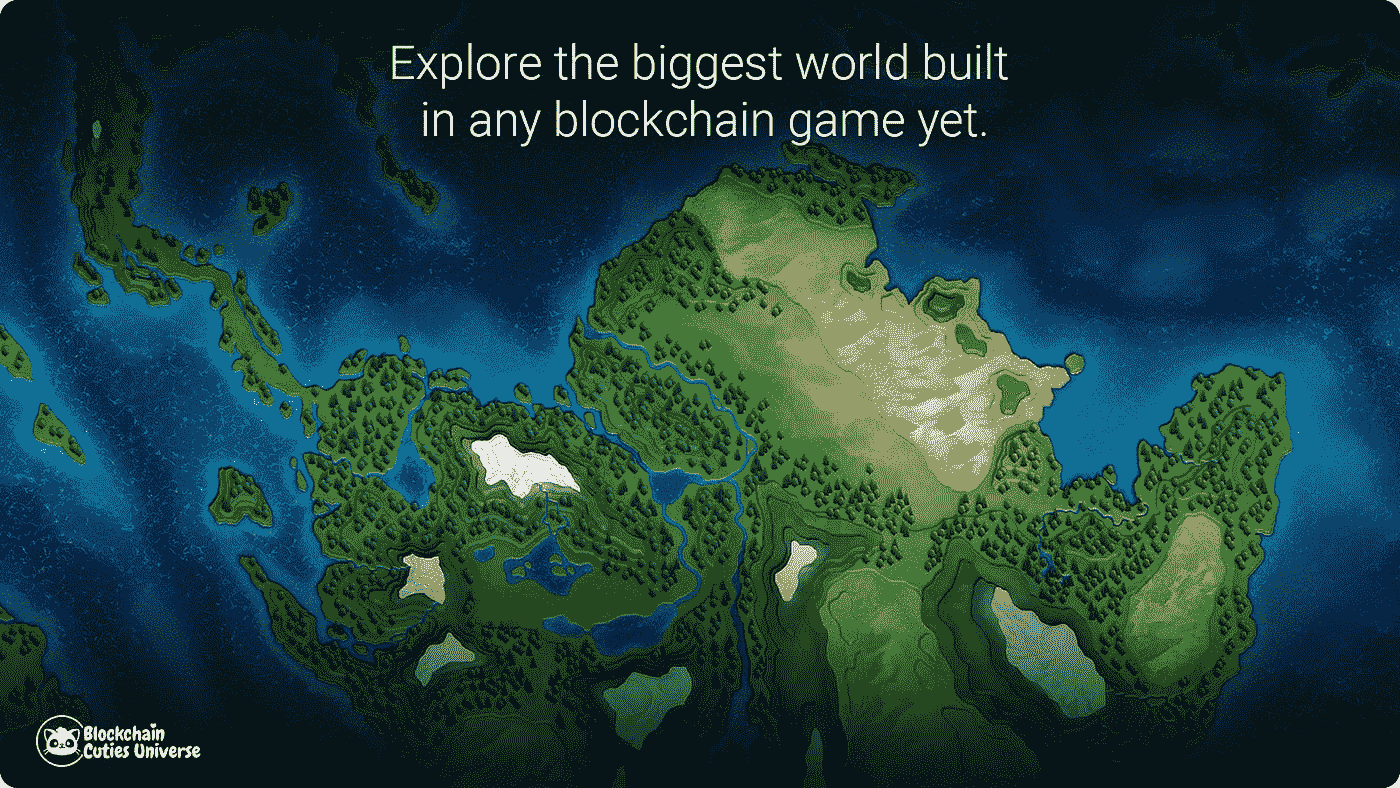 Explore the biggest world built
in any blockchain game yet.
Blockchain
Cuties Universe